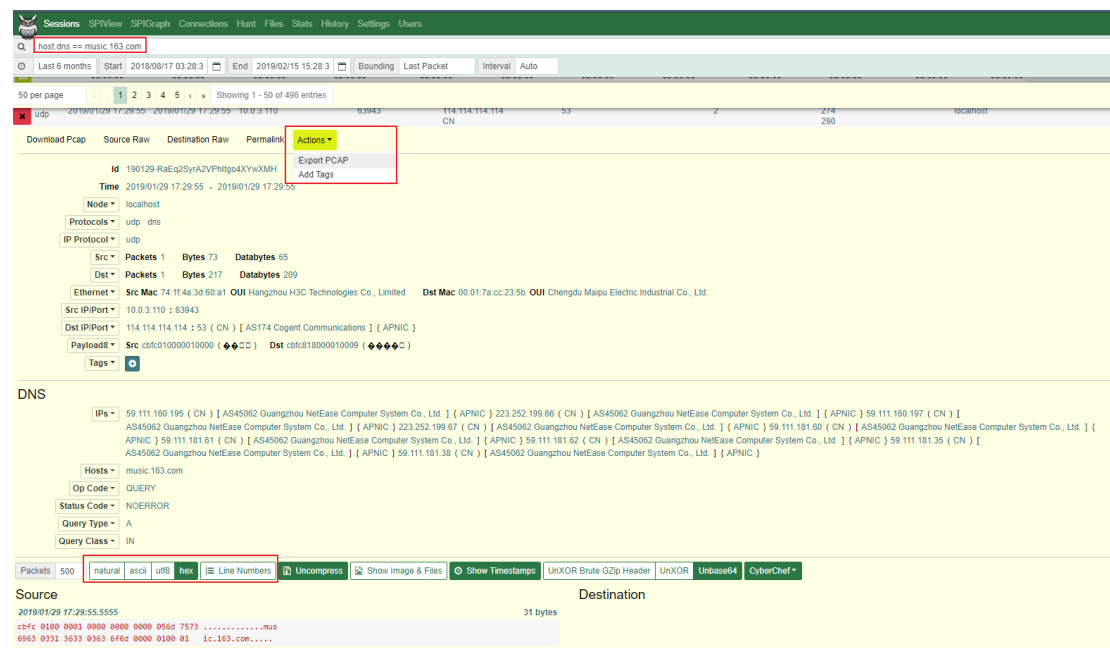 Sessions SPIView SPIGraph Connections Hunt Files Stats History Settings Users
host.dns == music.163.com
Last 6 months Start 2018/08/17 03:28:3 End 2019/02/15 15:28:3 Bounding Last Packet Interval Auto
50 per page ‹‹ ‹ 1 2 3 4 5 › » Showing 1 - 50 of 496 entries
udp 2019/01/29 17:29:55 2019/01/29 17:29:55 10.0.3.110 63943 114.114.114.114 53 2 274 localhost
CN 290
Download Pcap Source Raw Destination Raw Permalink Actions
Export PCAP
Add Tags
Id 190129-RaEq2SyrA2VPhltgo4XYwXMH
Time 2019/01/29 17:29:55 - 2019/01/29 17:29:55
Node localhost
Protocols udp dns
IP Protocol udp
Src Packets 1 Bytes 73 Databytes 65
Dst Packets 1 Bytes 217 Databytes 209
Ethernet Src Mac 74:1f:4a:3d:60:a1 OUI Hangzhou H3C Technologies Co., Limited Dst Mac 00:01:7a:cc:23:5b OUI Chengdu Maipu Electric Industrial Co., Ltd.
Src IP/Port 10.0.3.110 : 63943
Dst IP/Port 114.114.114.114 : 53 ( CN ) [ AS174 Cogent Communications ] { APNIC }
Payload8 Src cbfc010000010000 ( ��□□ ) Dst cbfc818000010009 ( ����□ )
Tags
DNS
IPs 59.111.160.195 ( CN ) [ AS45062 Guangzhou NetEase Computer System Co., Ltd. ] { APNIC } 223.252.199.66 ( CN ) [ AS45062 Guangzhou NetEase Computer System Co., Ltd. ] { APNIC } 59.111.160.197 ( CN ) [
AS45062 Guangzhou NetEase Computer System Co., Ltd. ] { APNIC } 223.252.199.67 ( CN ) [ AS45062 Guangzhou NetEase Computer System Co., Ltd. ] { APNIC } 59.111.181.60 ( CN ) [ AS45062 Guangzhou NetEase Computer System Co., Ltd. ] {
APNIC } 59.111.181.61 ( CN ) [ AS45062 Guangzhou NetEase Computer System Co., Ltd. ] { APNIC } 59.111.181.62 ( CN ) [ AS45062 Guangzhou NetEase Computer System Co., Ltd. ] { APNIC } 59.111.181.35 ( CN ) [
AS45062 Guangzhou NetEase Computer System Co., Ltd. ] { APNIC } 59.111.181.38 ( CN ) [ AS45062 Guangzhou NetEase Computer System Co., Ltd. ] { APNIC }
Hosts music.163.com
Op Code QUERY
Status Code NOERROR
Query Type A
Query Class IN
Packets 500 natural ascii utf8 hex Line Numbers Uncompress Show Image & Files Show Timestamps UnXOR Brute GZip Header UnXOR Unbase64 CyberChef
Source Destination
2019/01/29 17:29:55.5555 31 bytes
cbfc 0100 0001 0000 0000 0000 056d 7573 .............mus
6963 0331 3633 0363 6f6d 0000 0100 01 ic.163.com.....